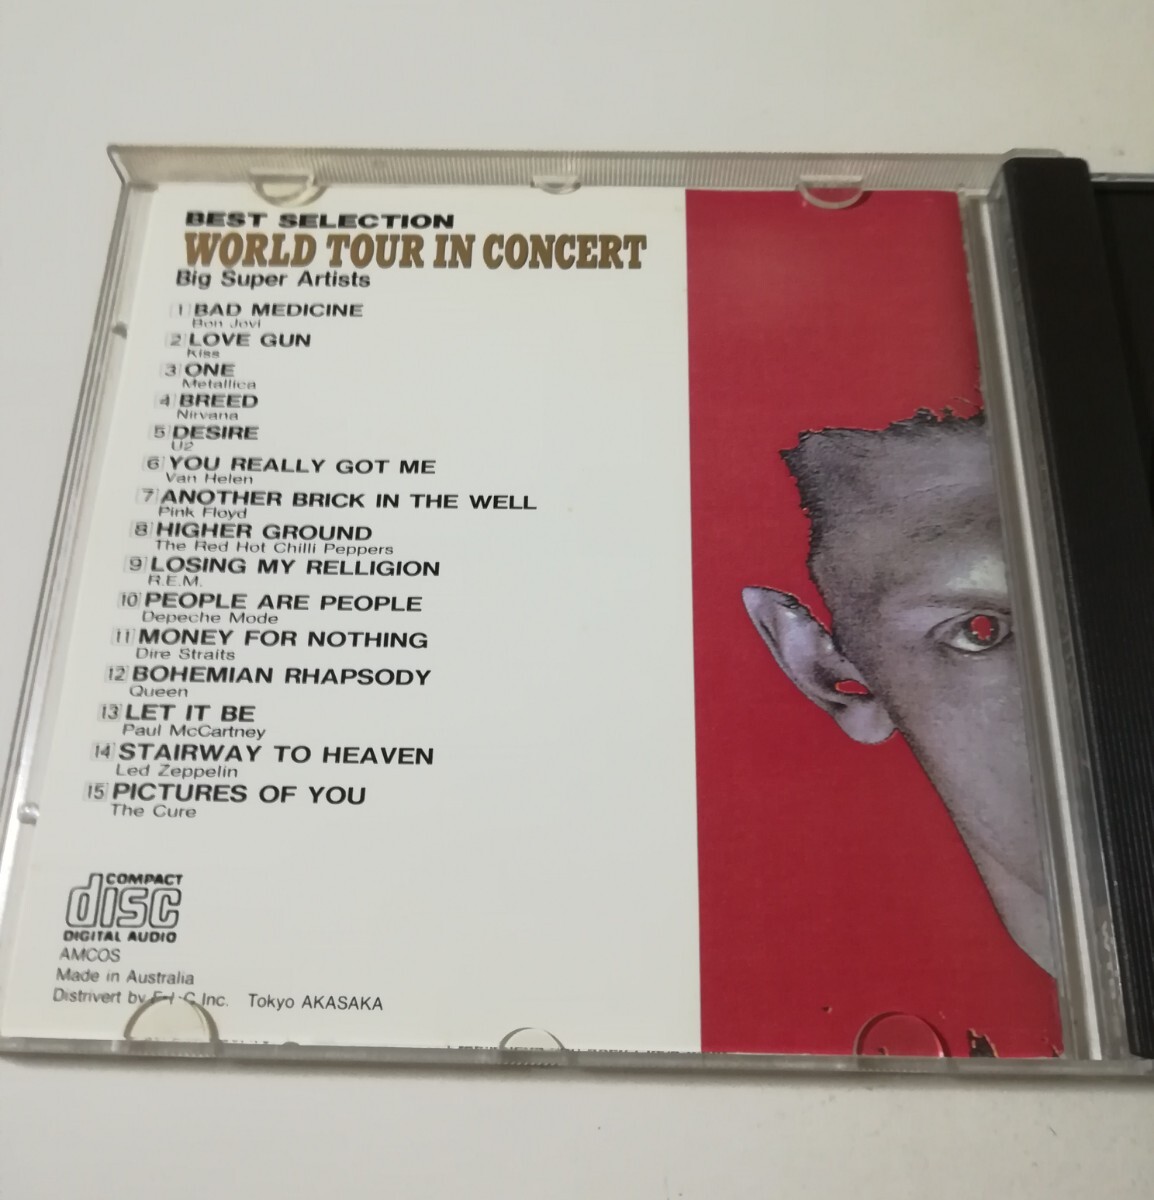 BEST SELECTION
WORLD TOUR IN CONCERT
Big Super Artists
1 BAD MEDICINE
Bon Jovi
2 LOVE GUN
Kiss
3 ONE
Metallica
4 BREED
Nirvana
5 DESIRE
U2
6 YOU REALLY GOT ME
Van Helen
7 ANOTHER BRICK IN THE WELL
Pink Floyd
8 HIGHER GROUND
The Red Hot Chilli Peppers
9 LOSING MY RELLIGION
R.E.M.
10 PEOPLE ARE PEOPLE
Depeche Mode
11 MONEY FOR NOTHING
Dire Straits
12 BOHEMIAN RHAPSODY
Queen
13 LET IT BE
Paul McCartney
14 STAIRWAY TO HEAVEN
Led Zeppelin
15 PICTURES OF YOU
The Cure
COMPACT
disc
DIGITAL AUDIO
AMCOS
Made in Australia
Distrivert by Inc. Tokyo AKASAKA